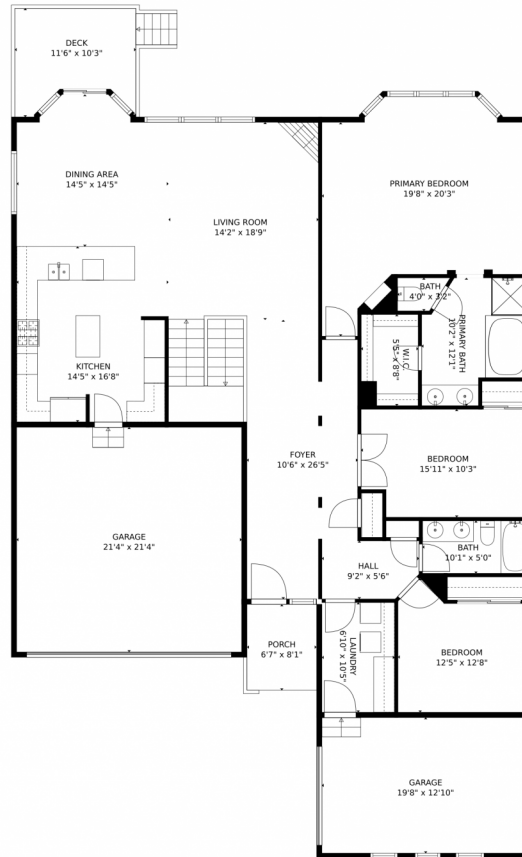 DECK
11'6" x 10'3"
DINING AREA
14'5" x 14'5"
LIVING ROOM
14'2" x 18'9"
PRIMARY BEDROOM
19'8" x 20'3"
BATH
4'0" x 3'2"
PRIMARY BATH
10'2" x 12'1"
W.I.C.
5'5" x 8'8"
KITCHEN
14'5" x 16'8"
FOYER
10'6" x 26'5"
BEDROOM
15'11" x 10'3"
GARAGE
21'4" x 21'4"
BATH
10'1" x 5'0"
HALL
9'2" x 5'6"
PORCH
6'7" x 8'1"
LAUNDRY
6'10" x 10'5"
BEDROOM
12'5" x 12'8"
GARAGE
19'8" x 12'10"